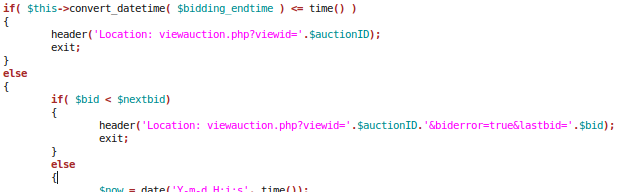 if( $this->convert_datetime( $bidding_endtime ) <= time() )
{
header('Location: viewauction.php?viewid='.$auctionID);
exit;
}
else
{
if( $bid < $nextbid)
{
header('Location: viewauction.php?viewid='.$auctionID.'&biderror=true&lastbid='.$bid);
exit;
}
else
{
$now = date('Y-m-d H:i:s', time());